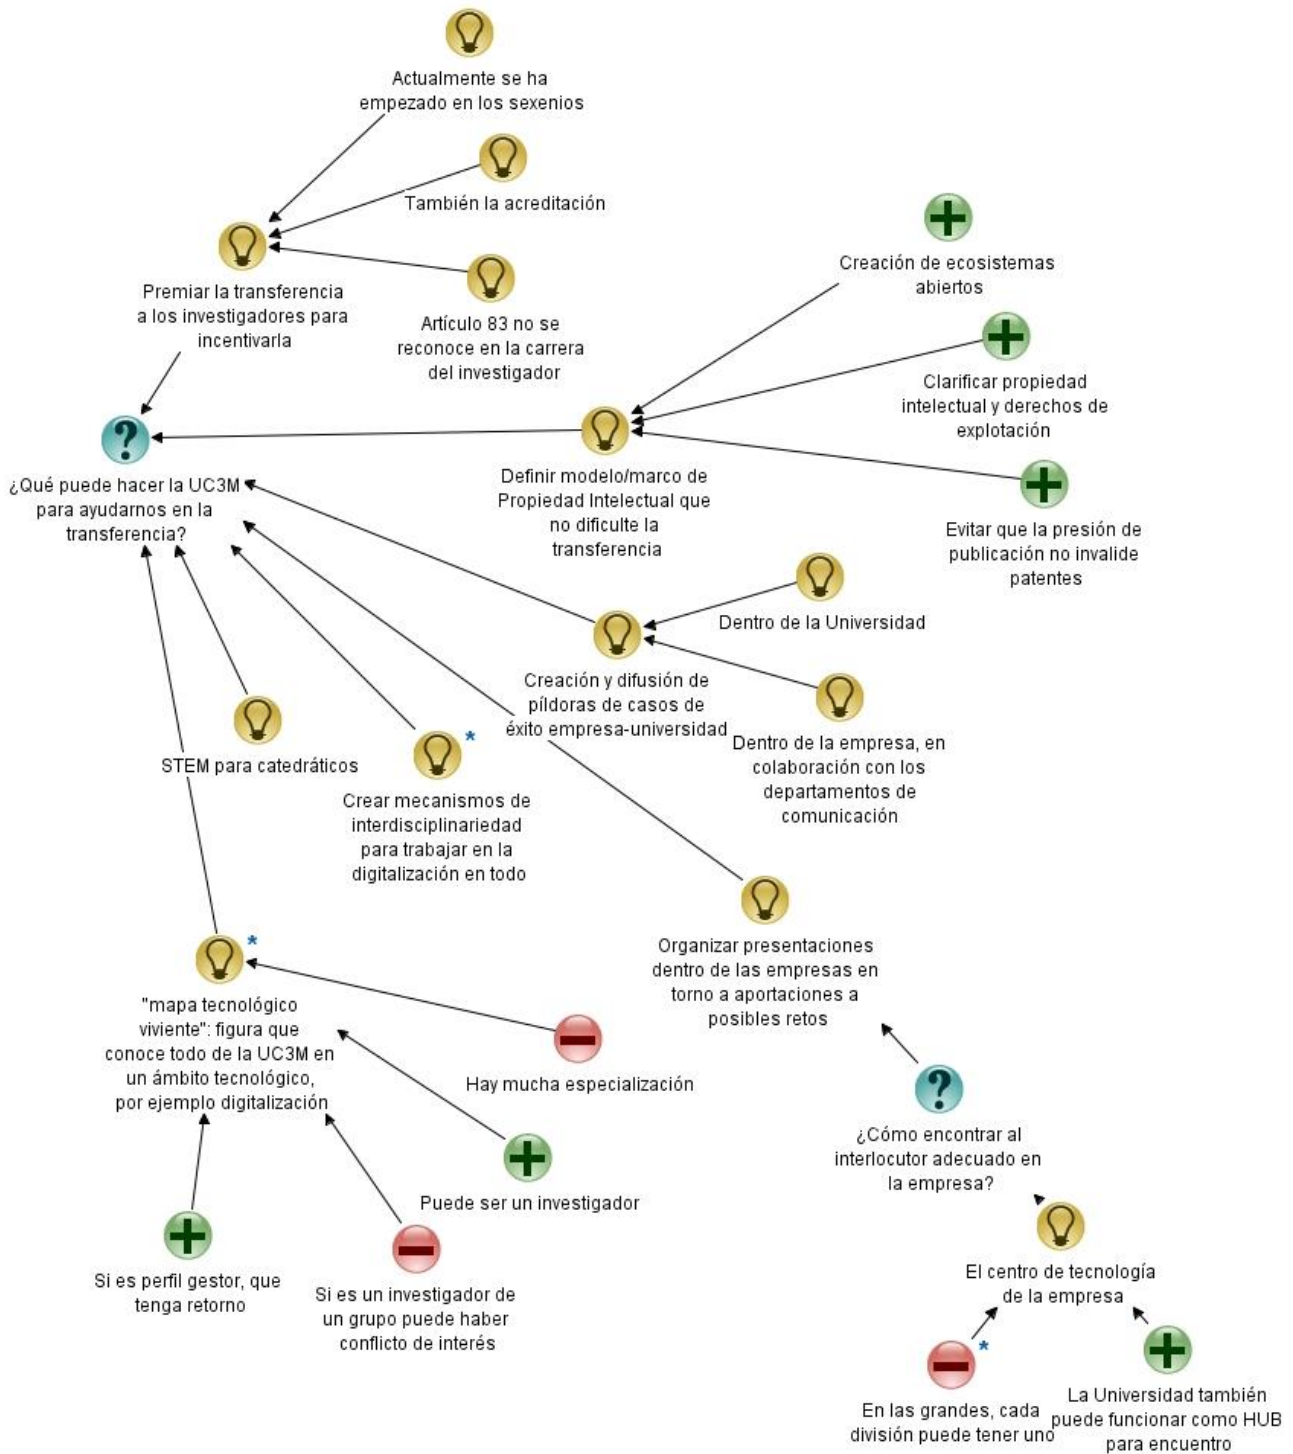 Actualmente se ha
empezado en los sexenios
También la acreditación
Premiar la transferencia
a los investigadores para
incentivarla
Artículo 83 no se
reconoce en la carrera
del investigador
Creación de ecosistemas
abiertos
Clarificar propiedad
intelectual y derechos de
explotación
¿Qué puede hacer la UC3M
para ayudarnos en la
transferencia?
Definir modelo/marco de
Propiedad Intelectual que
no dificulte la
transferencia
Evitar que la presión de
publicación no invalide
patentes
Dentro de la Universidad
Creación y difusión de
píldoras de casos de
éxito empresa-universidad
Dentro de la empresa, en
colaboración con los
departamentos de
comunicación
STEM para catedráticos
*
Crear mecanismos de
interdisciplinariedad
para trabajar en la
digitalización en todo
Organizar presentaciones
dentro de las empresas en
torno a aportaciones a
posibles retos
*
"mapa tecnológico
viviente": figura que
conoce todo de la UC3M en
un ámbito tecnológico,
por ejemplo digitalización
Hay mucha especialización
Puede ser un investigador
Si es perfil gestor, que
tenga retorno
Si es un investigador de
un grupo puede haber
conflicto de interés
?
¿Cómo encontrar al
interlocutor adecuado en
la empresa?
El centro de tecnología
de la empresa
*
En las grandes, cada
división puede tener uno
La Universidad también
puede funcionar como HUB
para encuentro